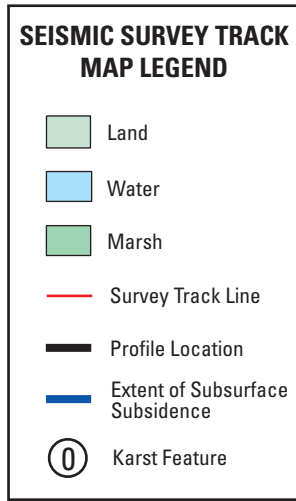 SEISMIC SURVEY TRACK
MAP LEGEND
Land
Water
Marsh
Survey Track Line
Profile Location
Extent of Subsurface
Subsidence
0 Karst Feature